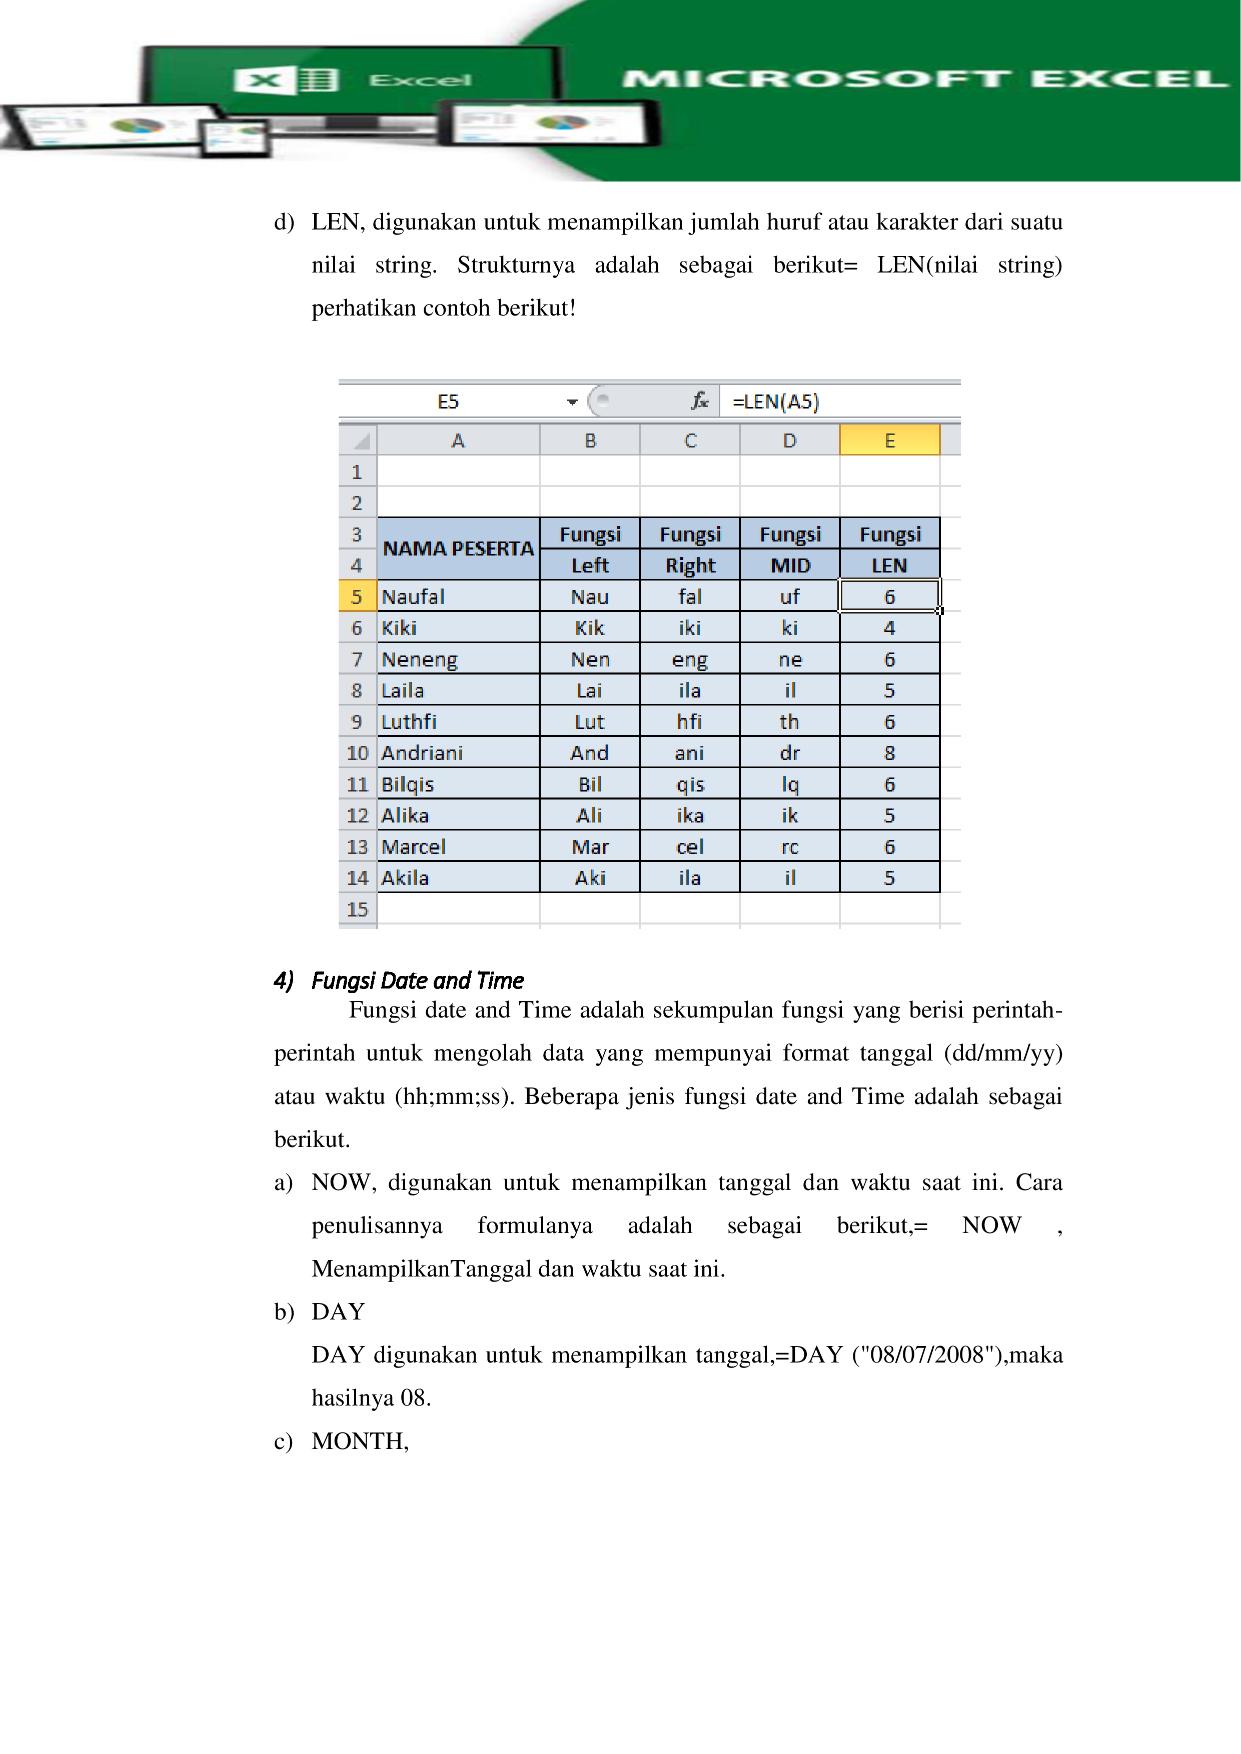 Excel
MICROSOFT EXCEL
d) LEN, digunakan untuk menampilkan jumlah huruf atau karakter dari suatu
nilai string. Strukturnya adalah sebagai berikut= LEN(nilai string)
perhatikan contoh berikut!
E5 fx =LEN(A5)
A B C D E
1
2
3 NAMA PESERTA Fungsi Fungsi Fungsi Fungsi
4 Left Right MID LEN
5 Naufal Nau fal uf 6
6 Kiki Kik iki ki 4
7 Neneng Nen eng ne 6
8 Laila Lai ila il 5
9 Luthfi Lut hfi th 6
10 Andriani And ani dr 8
11 Bilqis Bil qis lq 6
12 Alika Ali ika ik 5
13 Marcel Mar cel rc 6
14 Akila Aki ila il 5
15
4) Fungsi Date and Time
Fungsi date and Time adalah sekumpulan fungsi yang berisi perintah-
perintah untuk mengolah data yang mempunyai format tanggal (dd/mm/yy)
atau waktu (hh;mm;ss). Beberapa jenis fungsi date and Time adalah sebagai
berikut.
a) NOW, digunakan untuk menampilkan tanggal dan waktu saat ini. Cara
penulisannya formulanya adalah sebagai berikut,= NOW ,
MenampilkanTanggal dan waktu saat ini.
b) DAY
DAY digunakan untuk menampilkan tanggal,=DAY ("08/07/2008"),maka
hasilnya 08.
c) MONTH,